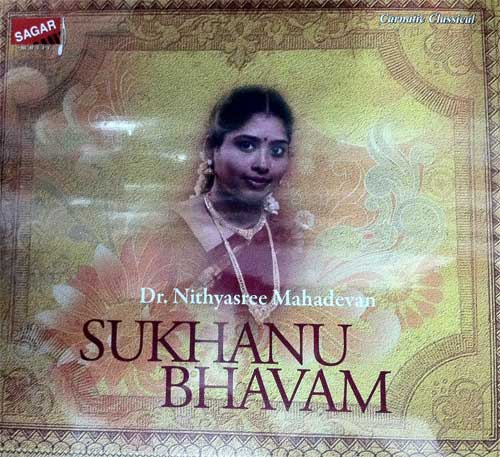 SAGAR
Carnatic Classical
Dr. Nithyasree Mahadevan
SUKHANU
BHAVAM